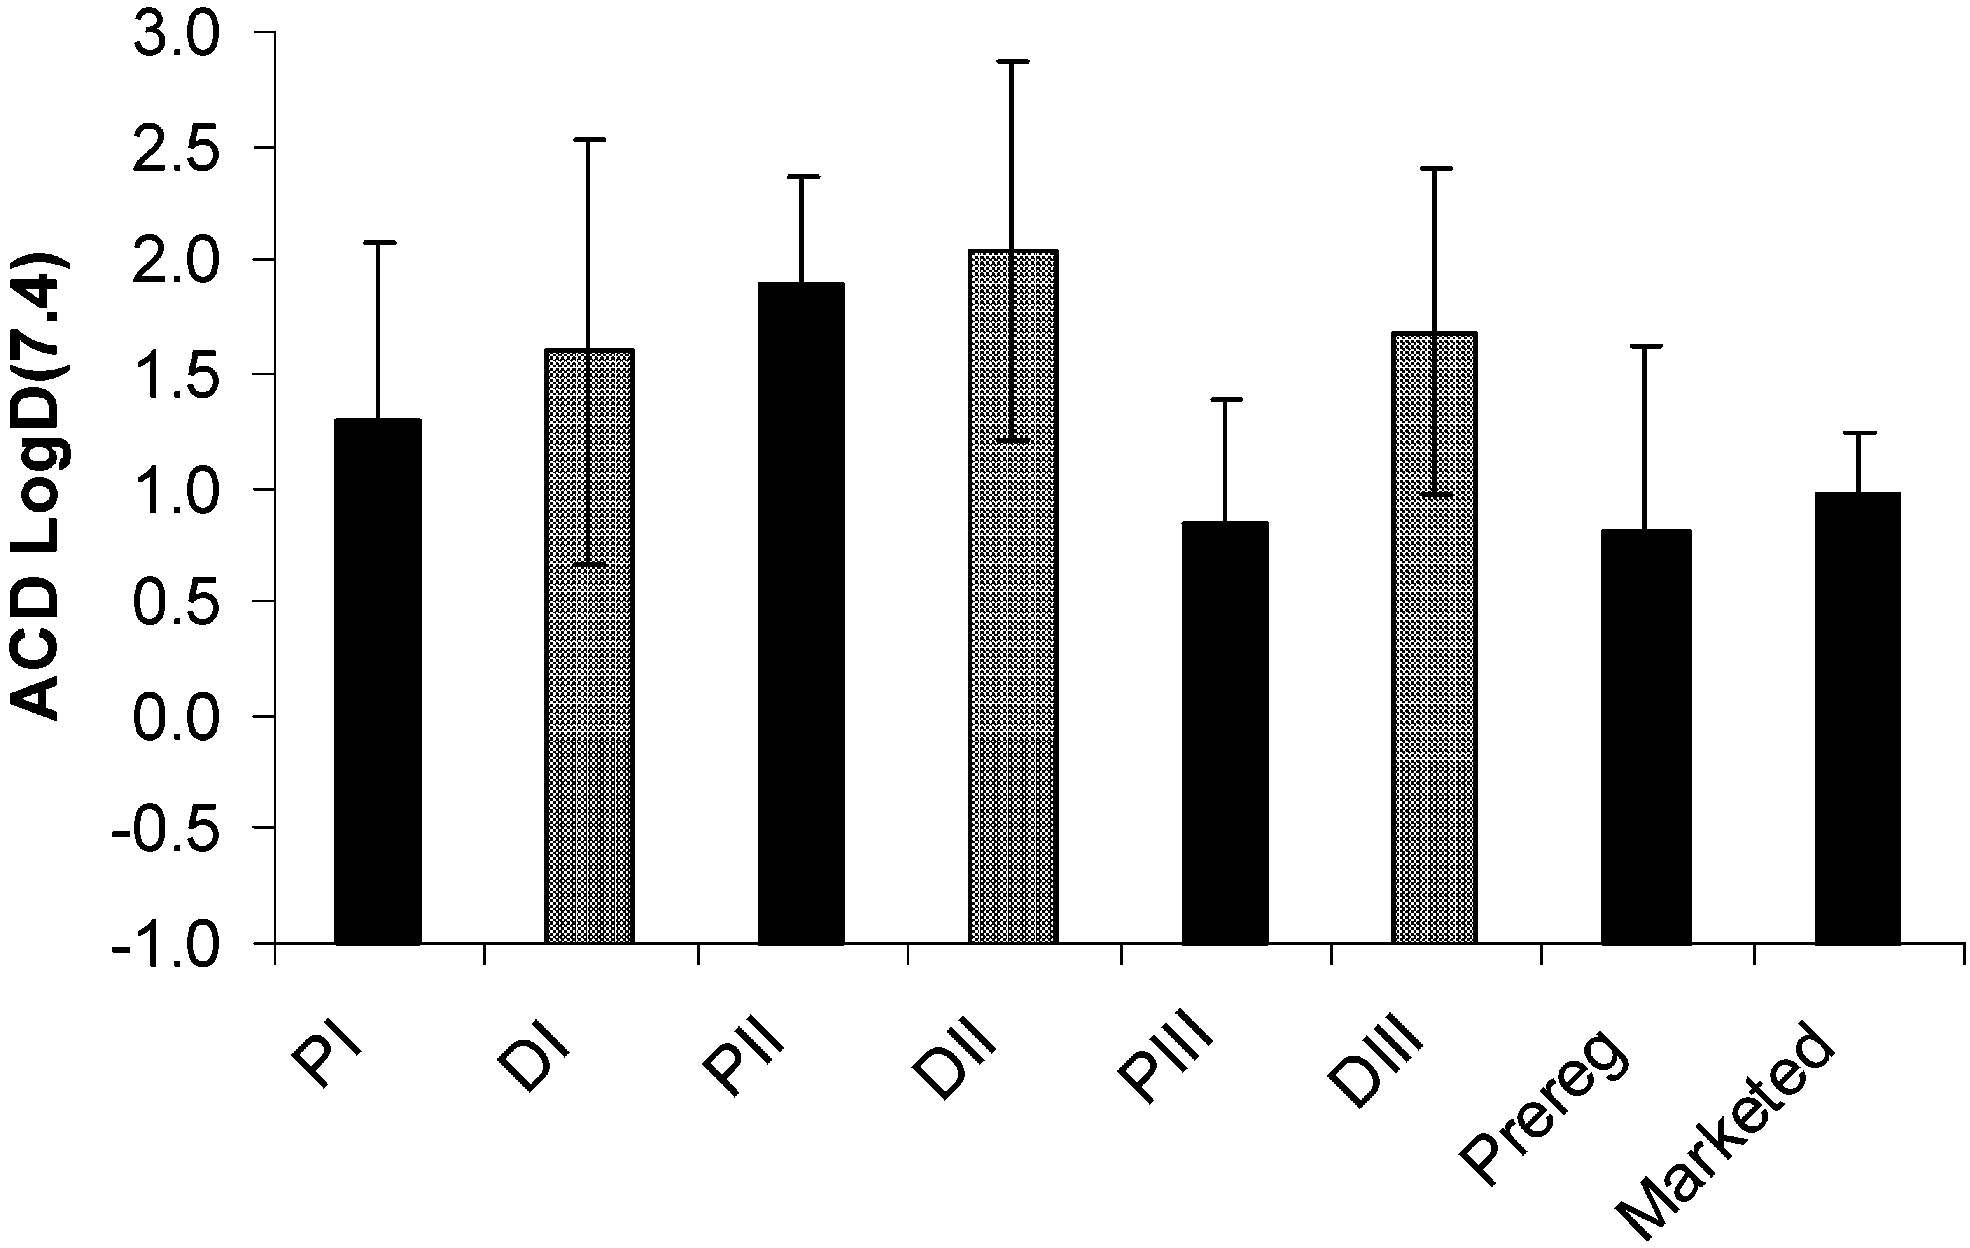 ACD LogD(7.4)
3.0
2.5
2.0
1.5
1.0
0.5
0.0
-0.5
-1.0
PI
DI
PII
DII
PIII
DIII
Prereg
Marketed